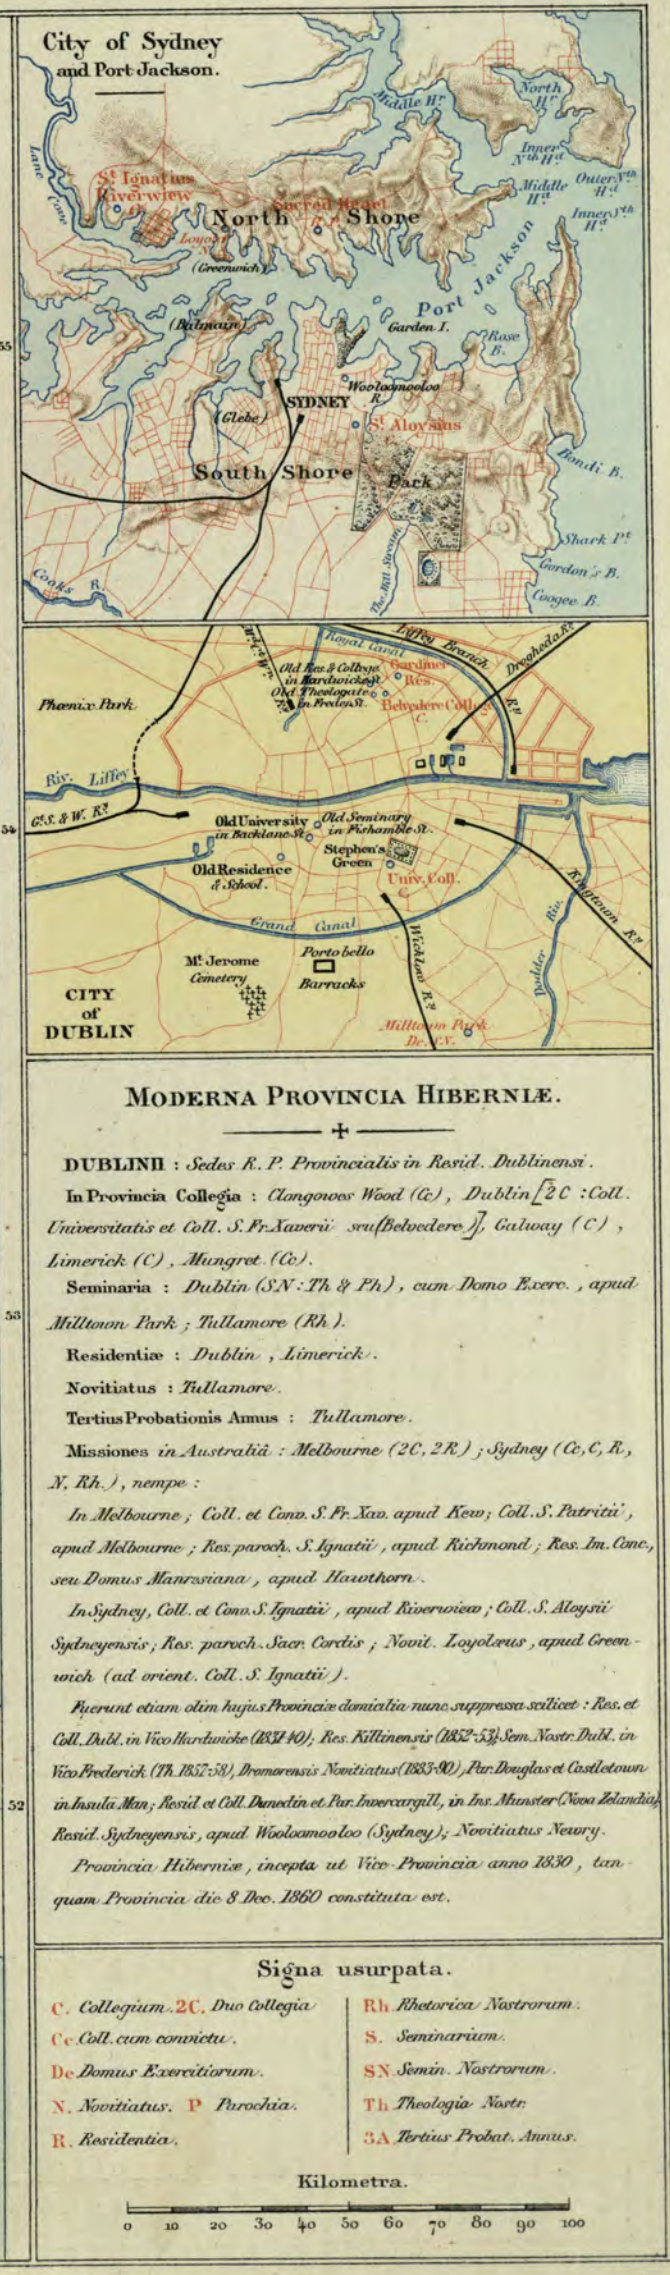 City of Sydney
and Port Jackson.
Middle Hr
North Hr
Inner Nth Hd
Outer Nth Hd
Middle Hd
Inner Sth Hd
Lane Cove
St Ignatius
Riverwiew
Sacred Heart
R. P.
North Shore
Loyola
N.
(Greenwich)
Port Jackson
(Balmain)
Garden I.
Rose B.
55
Wooloomooloo
R.
SYDNEY
(Glebe)
St Aloysius
Bondi B.
South Shore
Park
Shark Pt
Gordon's B.
Coogee B.
Cooks R.
The Mill Stream
Royal Canal
Liffey Branch Ry
Drogheda Ry
Old Res. & College
in Hardwicke St
Old Theologate
in Freder. St.
Gardiner
Res.
Belvedere Coll.
C.
Phœnix Park
Riv. Liffey
54
Gt S. & W. Ry
Old University
in Backlane St
Old Seminary
in Fishamble St.
Stephen's
Green
Old Residence
& School.
Univ. Coll.
C.
Grand Canal
Kingtown Ry
Dodder Riv.
Wicklow Ry
Mt Jerome
Cemetery
Portobello
Barracks
CITY
of
DUBLIN
Milltown Park
De. S.N.
MODERNA PROVINCIA HIBERNIÆ.
DUBLINII : Sedes R. P. Provincialis in Resid. Dublinensi.
In Provincia Collegia : Clongowes Wood (Cc), Dublin [2 C : Coll.
Universitatis et Coll. S. Fr. Xaverii seu (Belvedere)], Galway (C),
Limerick (C), Mungret (Cc).
Seminaria : Dublin (SN : Th & Ph), cum Domo Exerc., apud
53
Milltown Park ; Tullamore (Rh).
Residentiæ : Dublin, Limerick.
Novitiatus : Tullamore.
Tertius Probationis Annus : Tullamore.
Missiones in Australiâ : Melbourne (2C, 2R) ; Sydney (Cc, C, R,
N, Rh.), nempe :
In Melbourne ; Coll. et Conv. S. Fr. Xav. apud Kew ; Coll. S. Patritii,
apud Melbourne ; Res. paroch. S. Ignatii, apud Richmond ; Res. Im. Conc.,
seu Domus Manresiana, apud Hawthorn.
In Sydney, Coll. et Conv. S. Ignatii, apud Riverwiew ; Coll. S. Aloysii
Sydneyensis ; Res. paroch. Sacr. Cordis ; Novit. Loyolæus, apud Green-
wich (ad orient. Coll. S. Ignatii).
Fuerunt etiam olim hujus Provinciæ domicilia nunc suppressa scilicet : Res. et
Coll. Dubl. in Vico Hardwicke (1837-40) ; Res. Killinensis (1852-53), Sem. Nostr. Dubl. in
Vico Frederick (Th. 1857-58), Dromorensis Novitiatus (1883-90), Par. Douglas et Castletown
52
in Insula Man ; Resid. et Coll. Dunedin et Par. Invercargill, in Ins. Munster (Nova Zelandia),
Resid. Sydneyensis, apud Wooloomooloo (Sydney) ; Novitiatus Newry.
Provincia Hiberniæ, incepta ut Vice-Provincia anno 1830, tan-
quam Provincia die 8 Dec. 1860 constituta est.
Signa usurpata.
C. Collegium. 2C. Duo Collegia
Cc Coll. cum convictu.
De Domus Exercitiorum.
N. Novitiatus. P Parochia.
R. Residentia.
Rh Rhetorica Nostrorum.
S. Seminarium.
SN. Semin. Nostrorum.
Th Theologia Nostr.
3A. Tertius Probat. Annus.
Kilometra.
0 10 20 30 40 50 60 70 80 90 100